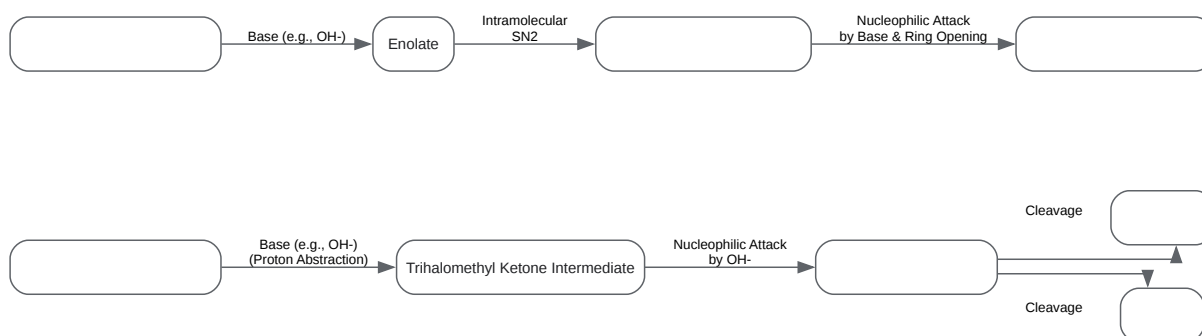 Base (e.g., OH-)
Enolate
Intramolecular
SN2
Nucleophilic Attack
by Base & Ring Opening
Cleavage
Base (e.g., OH-)
(Proton Abstraction)
Trihalomethyl Ketone Intermediate
Nucleophilic Attack
by OH-
Cleavage